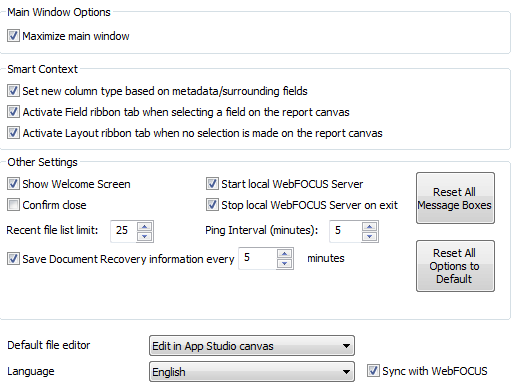 Main Window Options
Maximize main window
Smart Context
Set new column type based on metadata/surrounding fields
Activate Field ribbon tab when selecting a field on the report canvas
Activate Layout ribbon tab when no selection is made on the report canvas
Other Settings
Show Welcome Screen
Start local WebFOCUS Server
Reset All
Message Boxes
Confirm close
Stop local WebFOCUS Server on exit
Recent file list limit: 25
Ping Interval (minutes): 5
Save Document Recovery information every 5 minutes
Reset All
Options to
Default
Default file editor Edit in App Studio canvas
Language English Sync with WebFOCUS